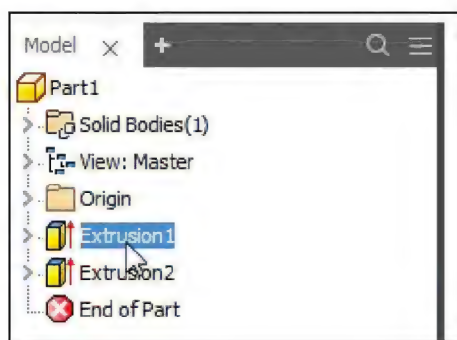 Model
Part1
Solid Bodies(1)
View: Master
Origin
Extrusion1
Extrusion2
End of Part